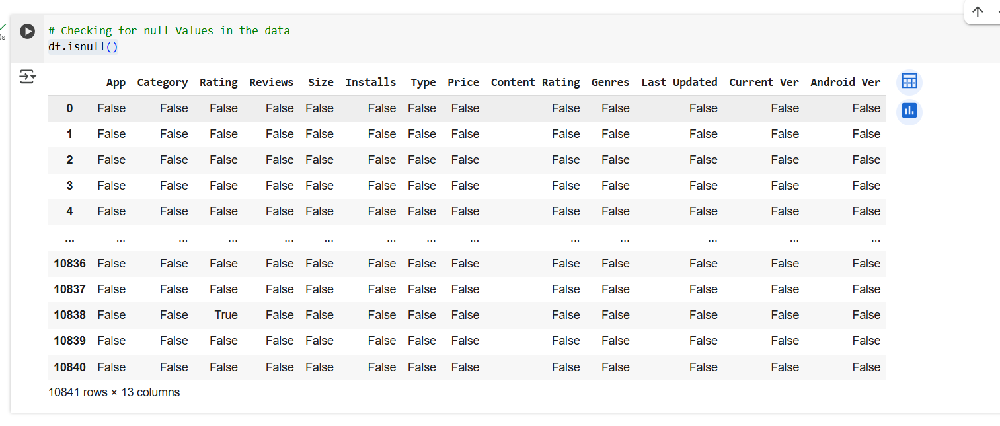 # Checking for null Values in the data
0s
df.isnull()
App Category Rating Reviews Size Installs Type Price Content Rating Genres Last Updated Current Ver Android Ver
0 False False False False False False False False False False False False False
1 False False False False False False False False False False False False False
2 False False False False False False False False False False False False False
3 False False False False False False False False False False False False False
4 False False False False False False False False False False False False False
... ... ... ... ... ... ... ... ... ... ... ... ... ...
10836 False False False False False False False False False False False False False
10837 False False False False False False False False False False False False False
10838 False False True False False False False False False False False False False
10839 False False False False False False False False False False False False False
10840 False False False False False False False False False False False False False
10841 rows × 13 columns